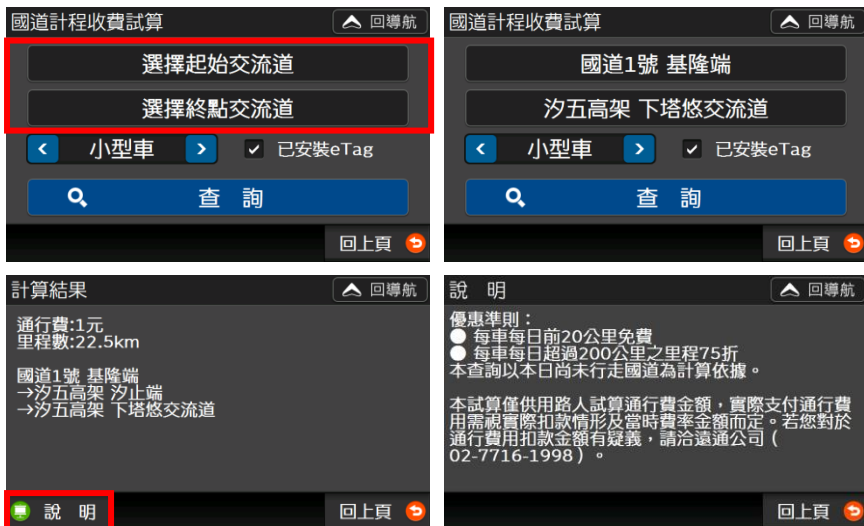 國道計程收費試算
回導航
選擇起始交流道
選擇終點交流道
< 小型車 > ✓ 已安裝eTag
查 詢
回上頁
國道計程收費試算
回導航
國道1號 基隆端
汐五高架 下塔悠交流道
< 小型車 > ✓ 已安裝eTag
查 詢
回上頁
計算結果
回導航
通行費:1元
里程數:22.5km
國道1號 基隆端
→汐五高架 汐止端
→汐五高架 下塔悠交流道
說 明
回上頁
說 明
回導航
優惠準則：
● 每車每日前20公里免費
● 每車每日超過200公里之里程75折
本查詢以本日尚未行走國道為計算依據。
本試算僅供用路人試算通行費金額，實際支付通行費
用需視實際扣款情形及當時費率金額而定。若您對於
通行費用扣款金額有疑義，請洽遠通公司（
02-7716-1998）。
回上頁